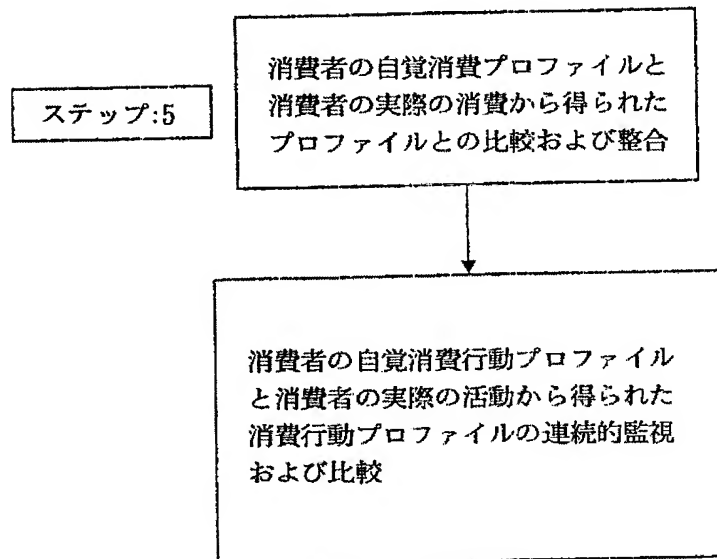 ステップ:5
消費者の自覚消費プロファイルと
消費者の実際の消費から得られた
プロファイルとの比較および整合
消費者の自覚消費行動プロファイル
と消費者の実際の活動から得られた
消費行動プロファイルの連続的監視
および比較